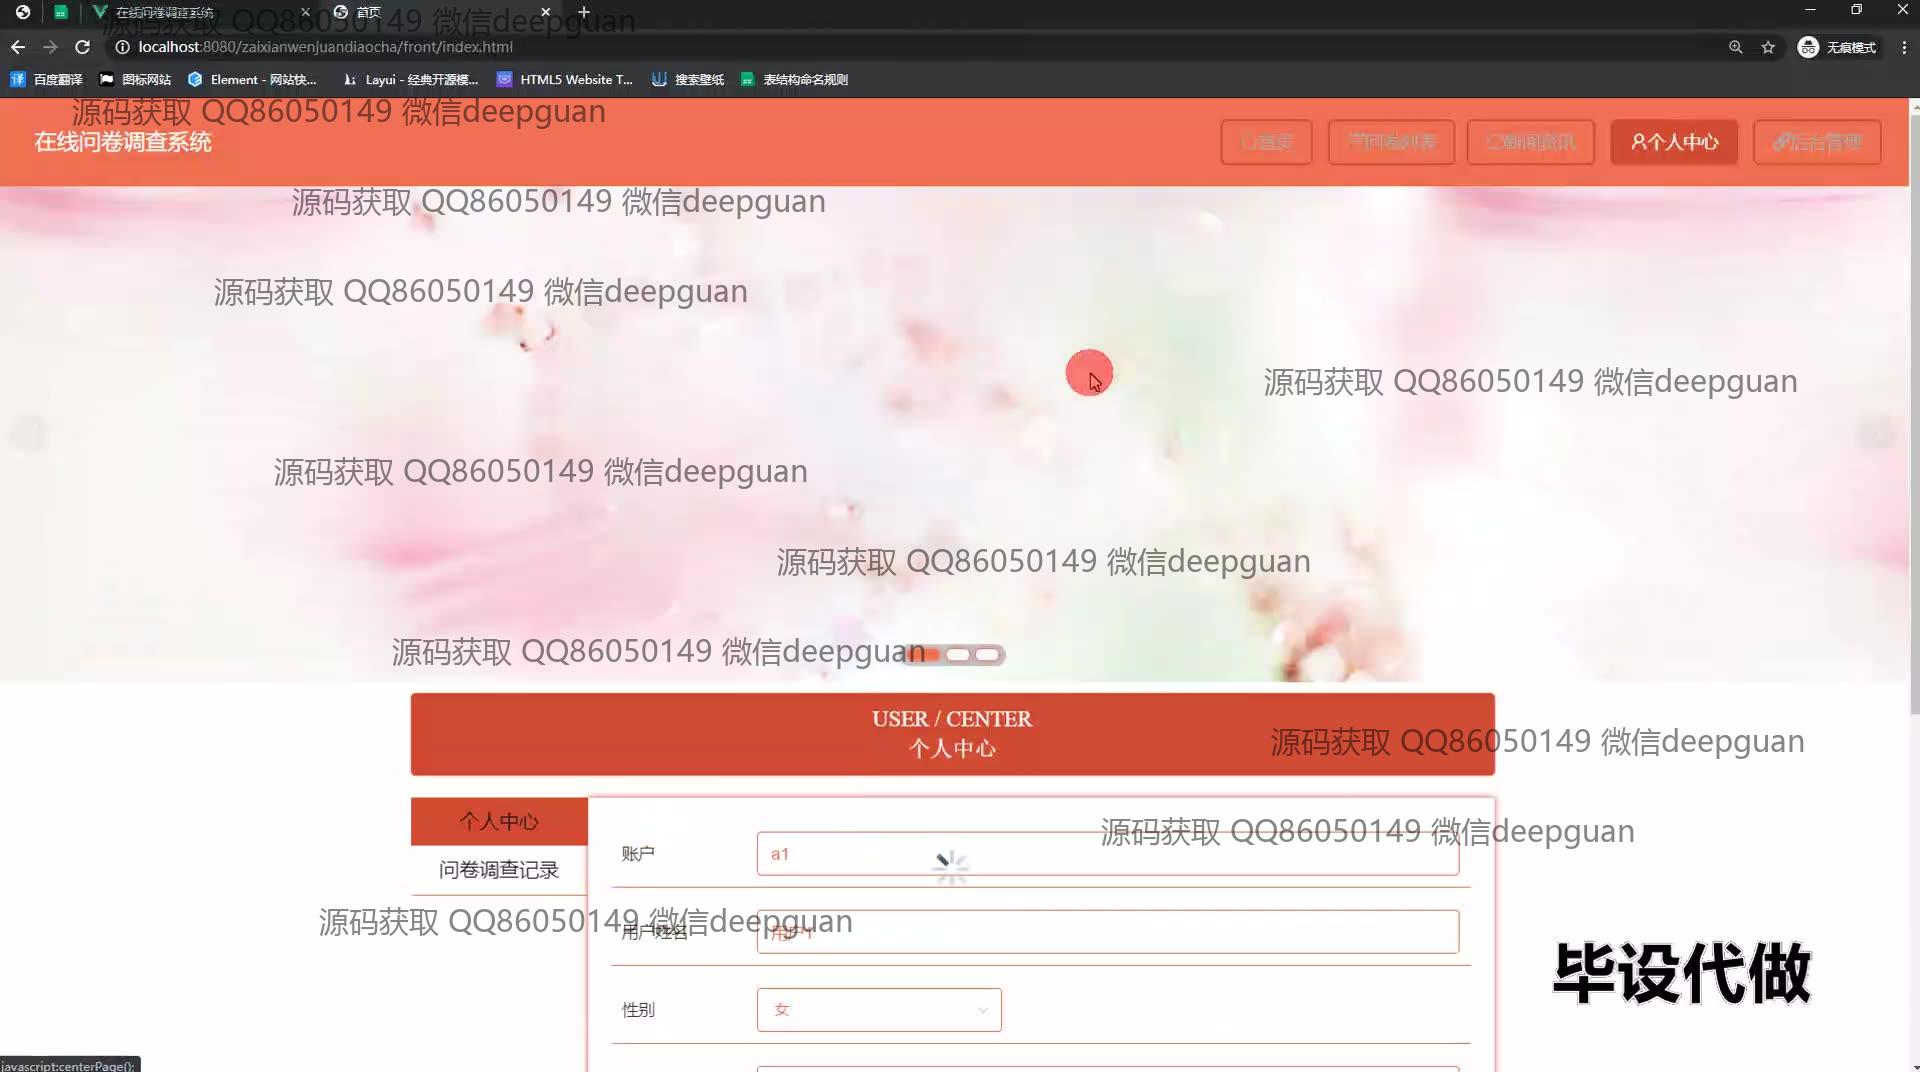 在线问卷调查系统
首页
源码获取 QQ86050149 微信deepguan
localhost:8080/zaixianwenjuandiaocha/front/index.html
无痕模式
百度翻译
图标网站
Element - 网站快...
Layui - 经典开源模...
HTML5 Website T...
搜索壁纸
表结构命名规则
源码获取 QQ86050149 微信deepguan
在线问卷调查系统
首页
问卷列表
新闻资讯
个人中心
后台管理
源码获取 QQ86050149 微信deepguan
源码获取 QQ86050149 微信deepguan
源码获取 QQ86050149 微信deepguan
源码获取 QQ86050149 微信deepguan
源码获取 QQ86050149 微信deepguan
源码获取 QQ86050149 微信deepguan
USER / CENTER
个人中心
源码获取 QQ86050149 微信deepguan
个人中心
问卷调查记录
源码获取 QQ86050149 微信deepguan
账户
a1
源码获取 QQ86050149 微信deepguan
用户姓名
用户1
性别
女
毕设代做
javascript:centerPage();